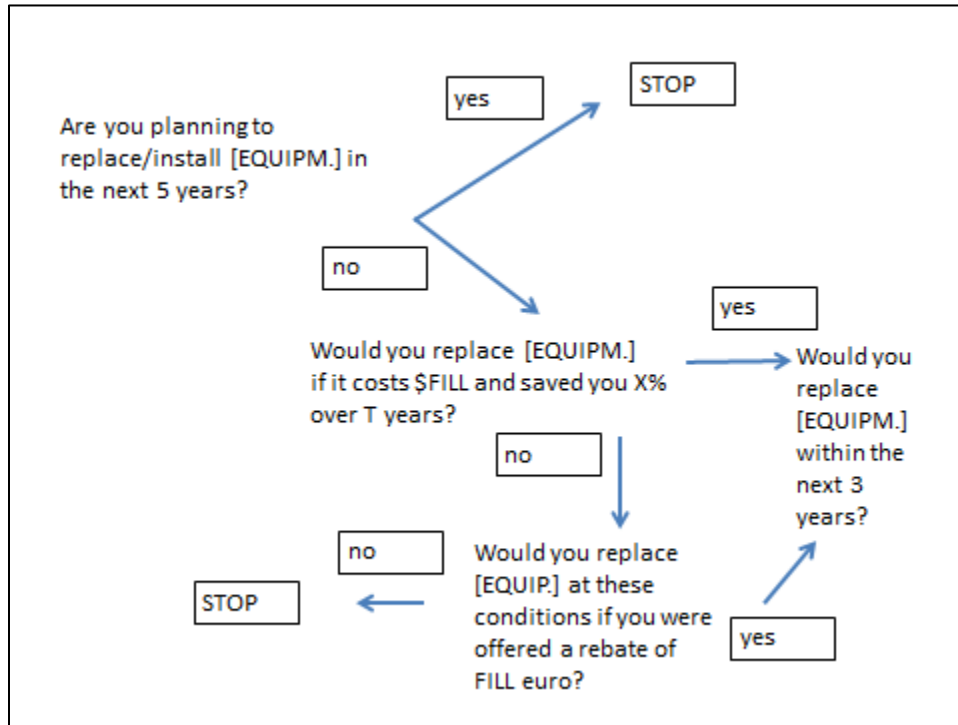 yes
STOP
Are you planning to
replace/install [EQUIPM.] in
the next 5 years?
no
yes
Would you replace [EQUIPM.]
if it costs $FILL and saved you X%
over T years?
Would you
replace
[EQUIPM.]
within the
next 3
years?
no
no
Would you replace
[EQUIP.] at these
conditions if you were
offered a rebate of
FILL euro?
STOP
yes